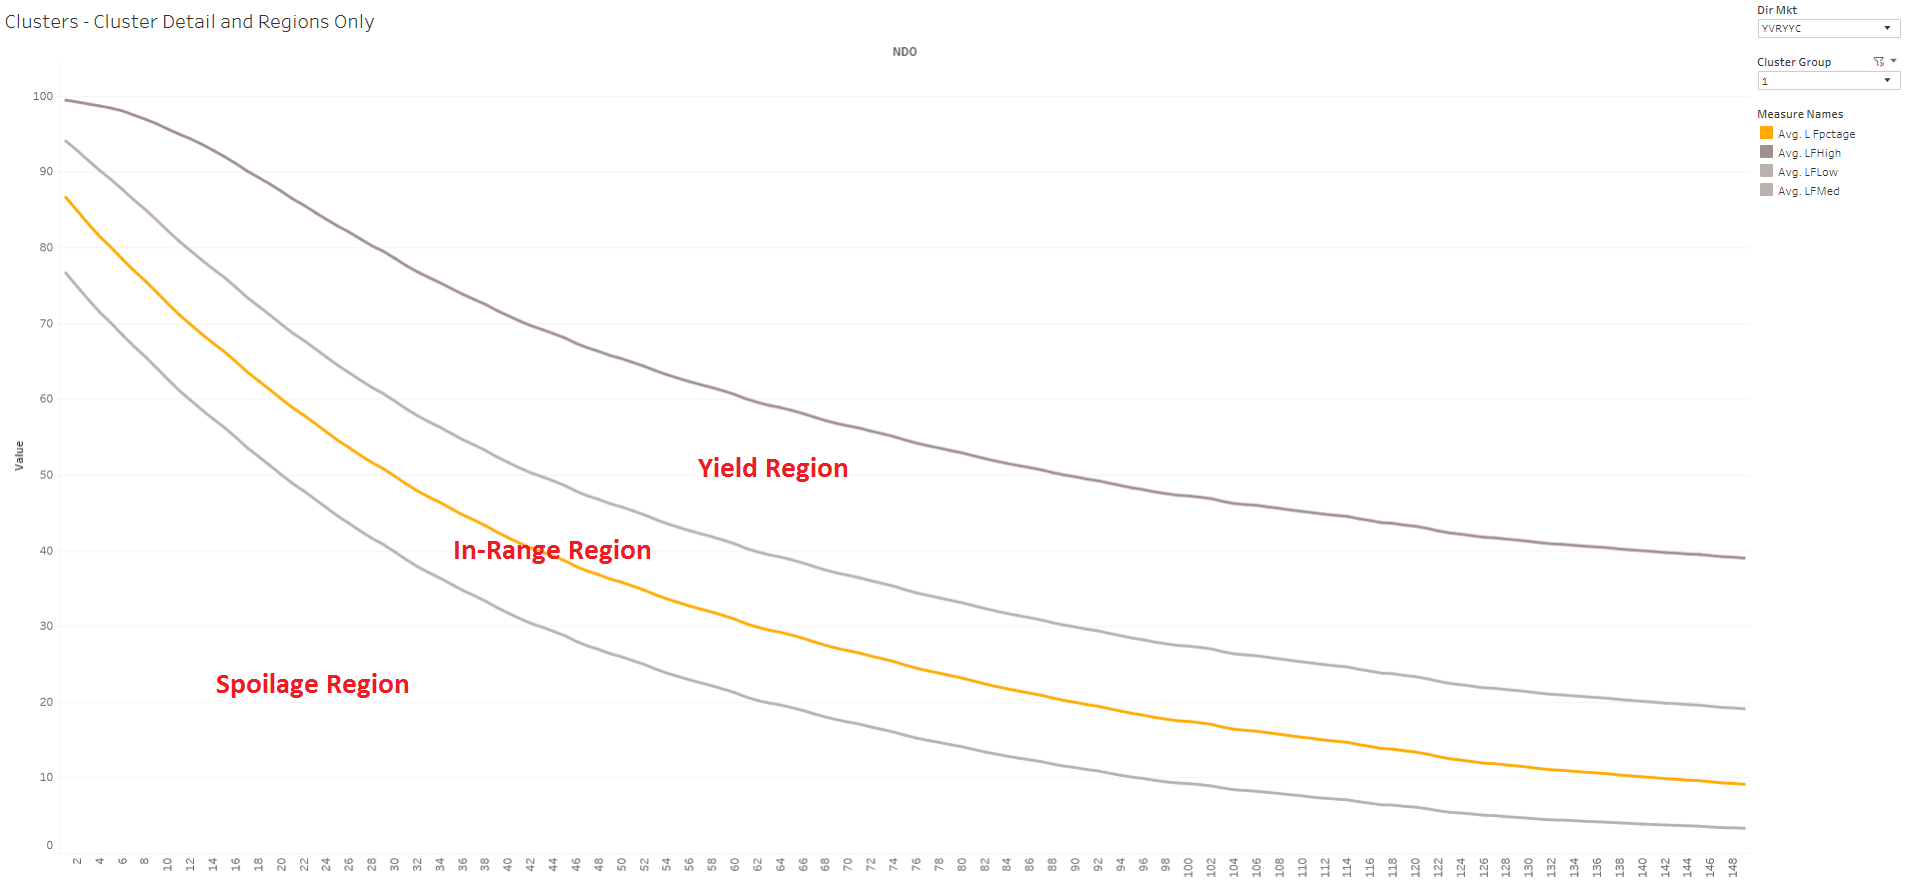 Clusters - Cluster Detail and Regions Only
NDO
Dir Mkt
YVRYYC
Cluster Group
1
Measure Names
Avg. L Fpctage
Avg. LFHigh
Avg. LFLow
Avg. LFMed
Value
100
90
80
70
60
50
40
30
20
10
0
Yield Region
In-Range Region
Spoilage Region
2 4 6 8 10 12 14 16 18 20 22 24 26 28 30 32 34 36 38 40 42 44 46 48 50 52 54 56 58 60 62 64 66 68 70 72 74 76 78 80 82 84 86 88 90 92 94 96 98 100 102 104 106 108 110 112 114 116 118 120 122 124 126 128 130 132 134 136 138 140 142 144 146 148